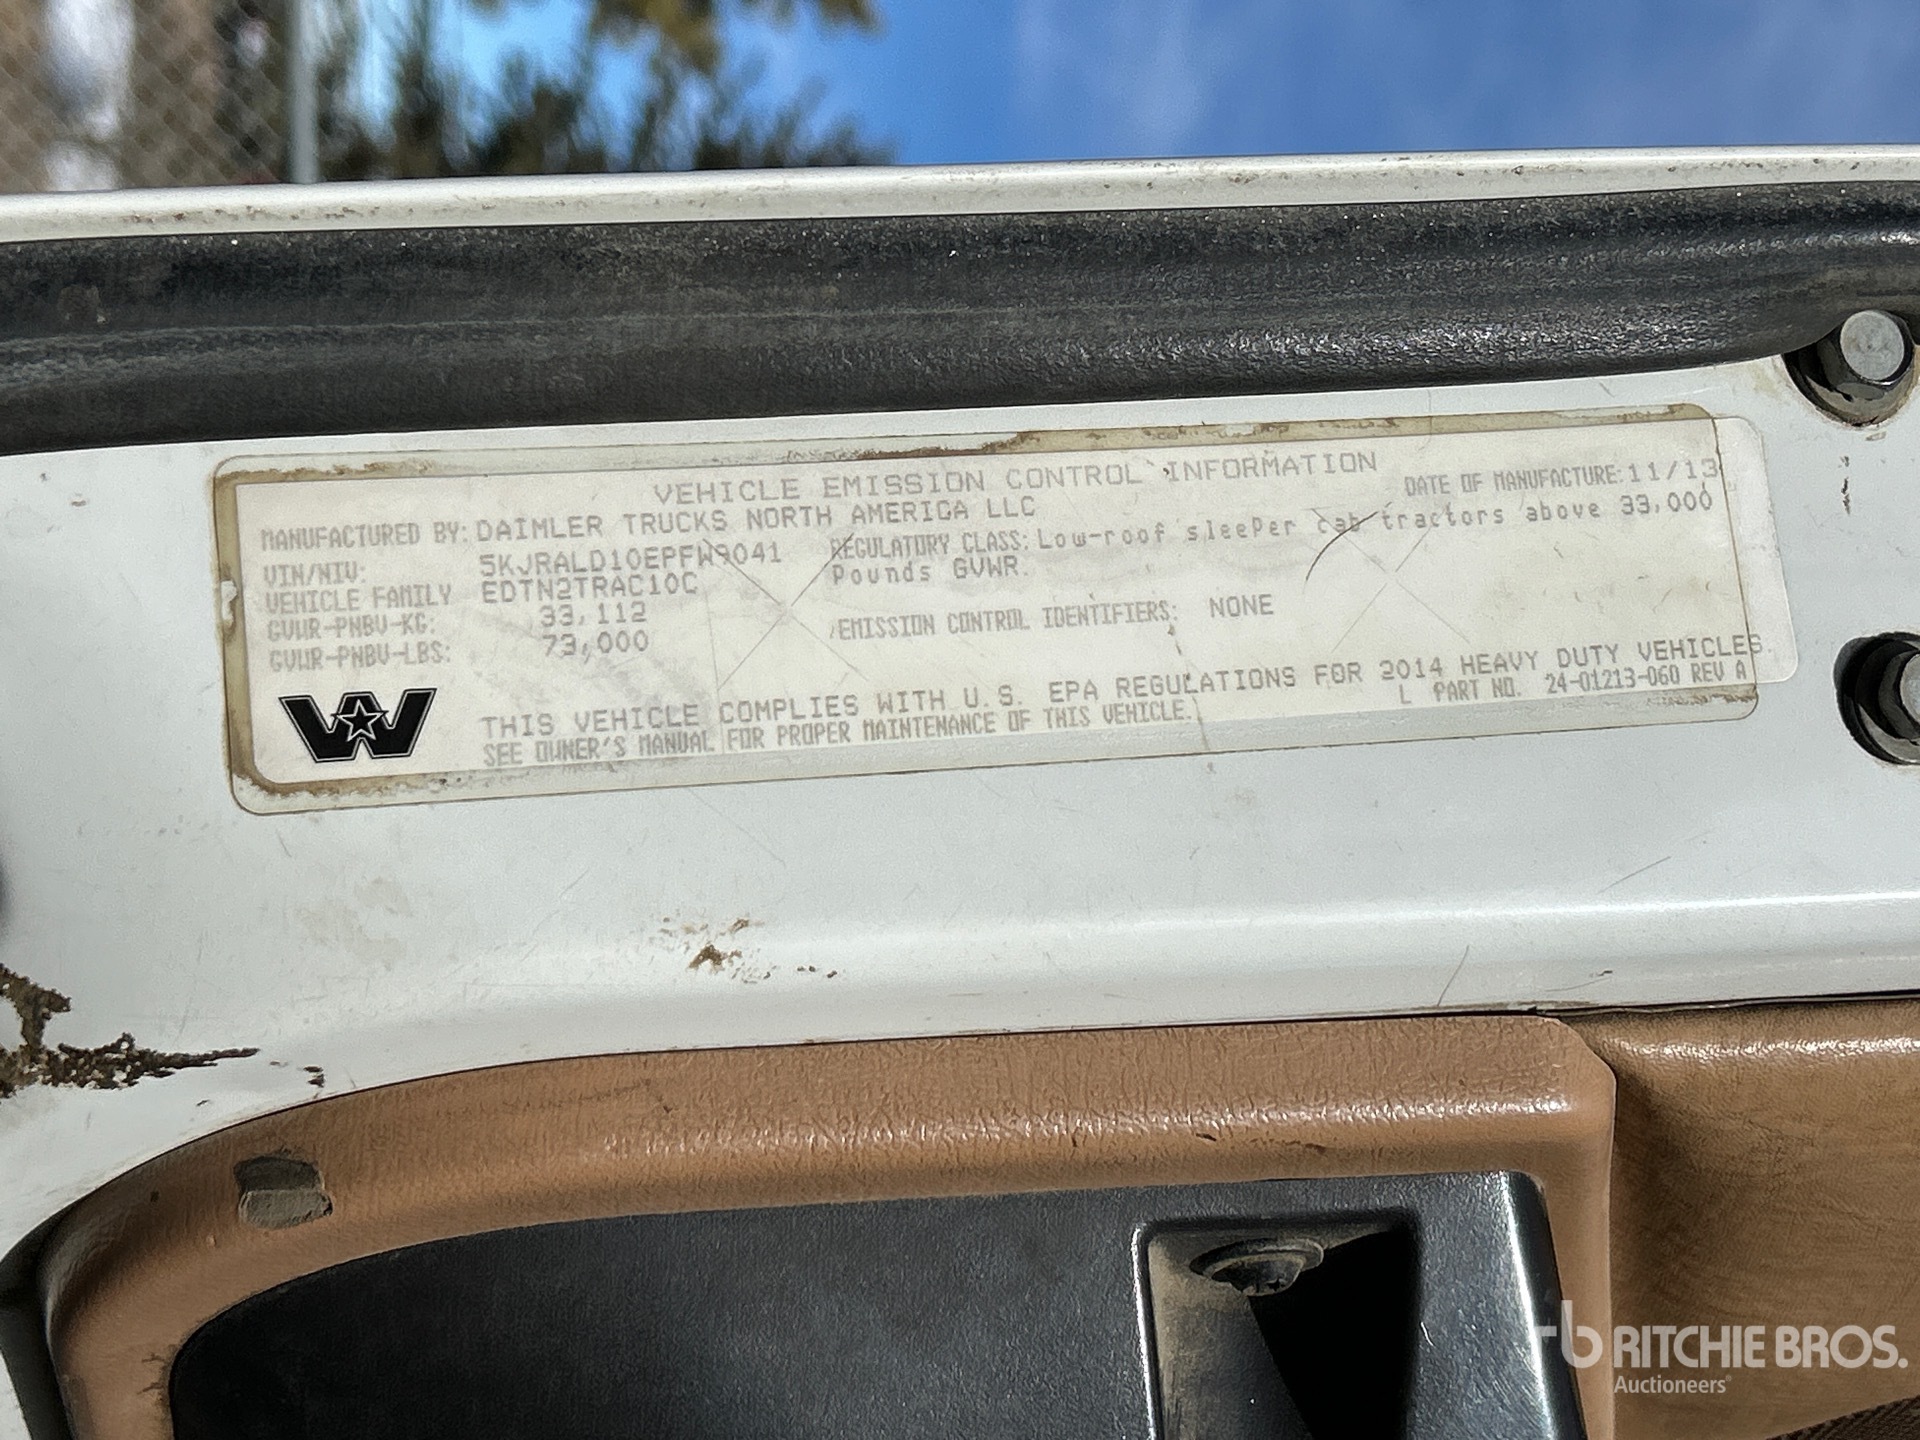 VEHICLE EMISSION CONTROL INFORMATION
DATE OF MANUFACTURE: 11/13
MANUFACTURED BY: DAIMLER TRUCKS NORTH AMERICA LLC
VIN/NIV: 5KJRALD10EPFW9041
VEHICLE FAMILY EDTN2TRAC10C
GVWR-PNBV-KG: 33,112
GVWR-PNBV-LBS: 73,000
REGULATORY CLASS: Low-roof sleeper cab tractors above 33,000
Pounds GVWR.
EMISSION CONTROL IDENTIFIERS: NONE
THIS VEHICLE COMPLIES WITH U.S. EPA REGULATIONS FOR 2014 HEAVY DUTY VEHICLES.
SEE OWNER'S MANUAL FOR PROPER MAINTENANCE OF THIS VEHICLE.
L PART NO. 24-01213-060 REV A
W
rb RITCHIE BROS.
Auctioneers